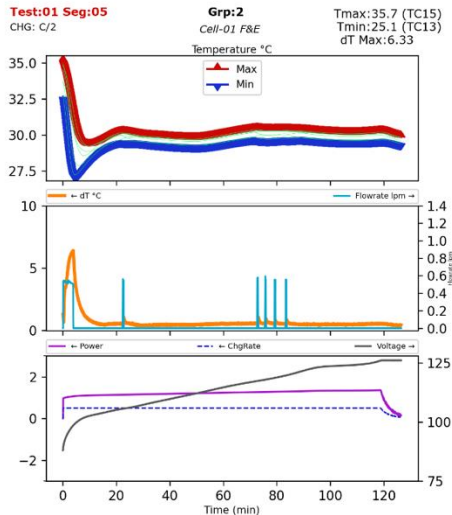 Test:01 Seg:05
CHG: C/2
Grp:2
Cell-01 F&E
Tmax:35.7 (TC15)
Tmin:25.1 (TC13)
dT Max:6.33
Temperature °C
35.0
32.5
30.0
27.5
Max
Min
← dT °C
Flowrate lpm →
10
5
0
1.4
1.2
1.0
0.8
0.6
0.4
0.2
0.0
flowrate lpm
← Power
← ChgRate
Voltage →
2
0
−2
125
100
75
0
20
40
60
80
100
120
Time (min)